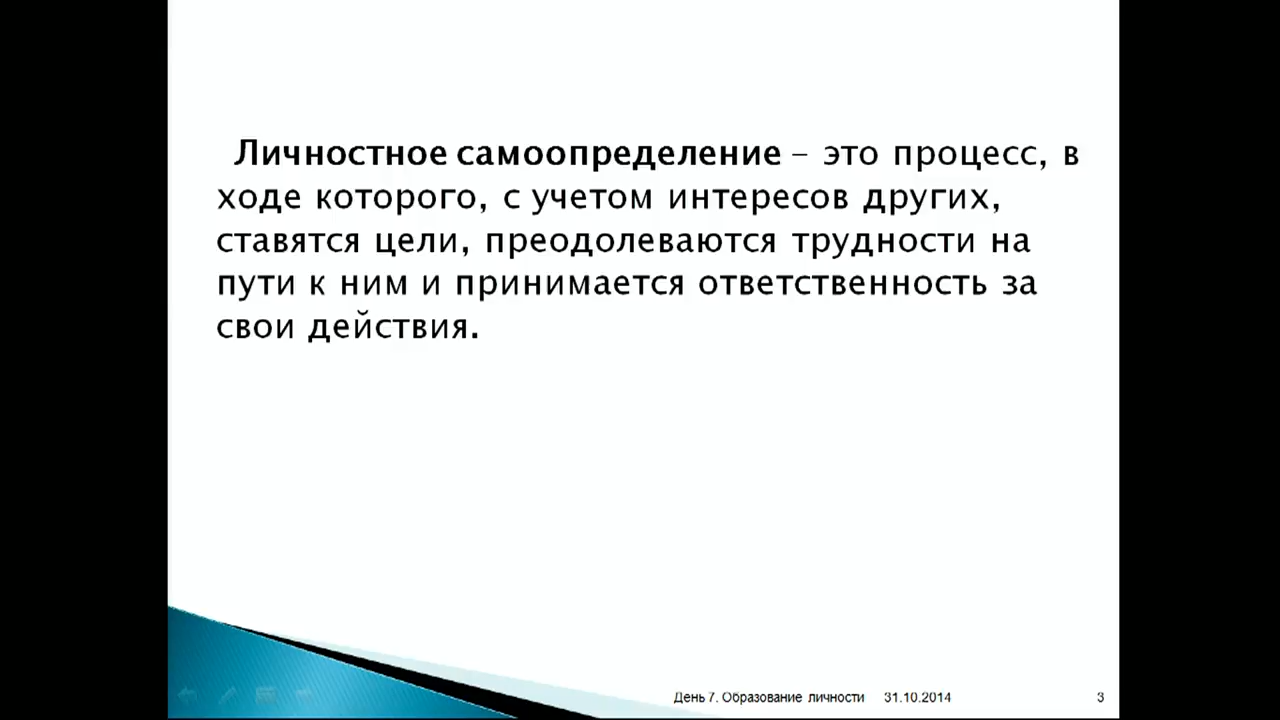 Личностное самоопределение – это процесс, в
ходе которого, с учетом интересов других,
ставятся цели, преодолеваются трудности на
пути к ним и принимается ответственность за
свои действия.
День 7. Образование личности 31.10.2014 3